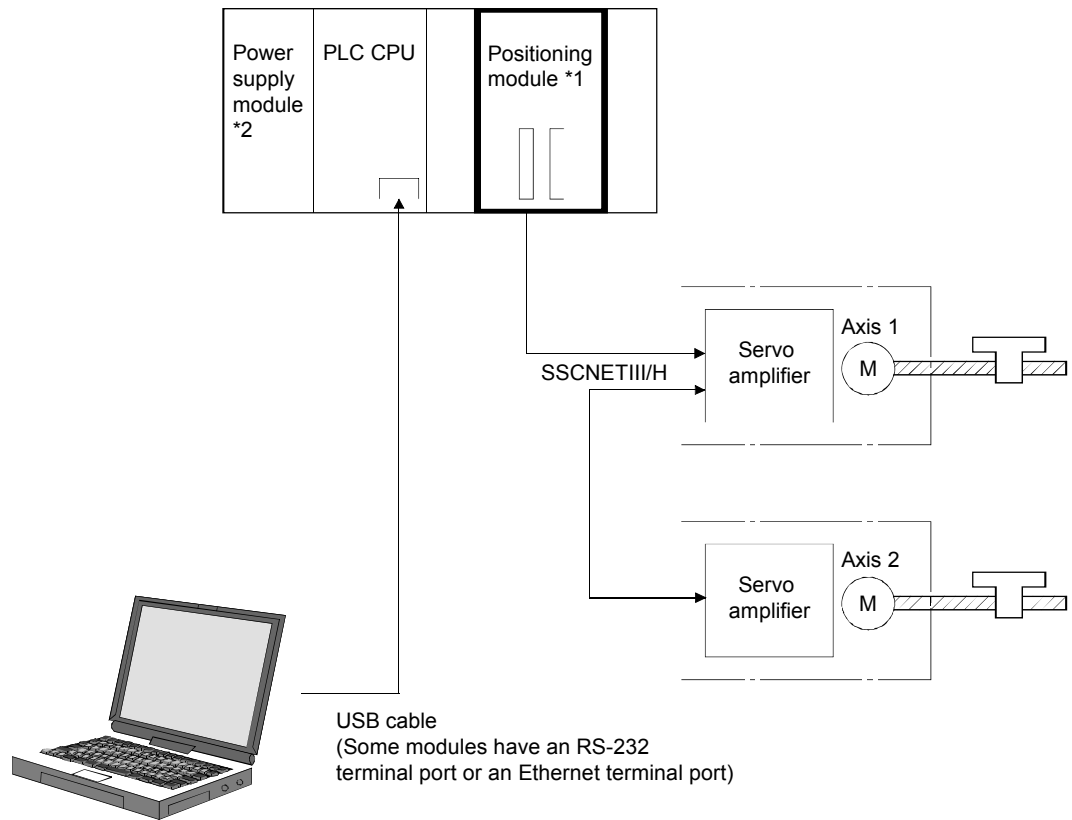 Power
supply
module
*2
PLC CPU
Positioning
module *1
Axis 1
Servo
amplifier
M
SSCNETIII/H
Axis 2
Servo
amplifier
M
USB cable
(Some modules have an RS-232
terminal port or an Ethernet terminal port)